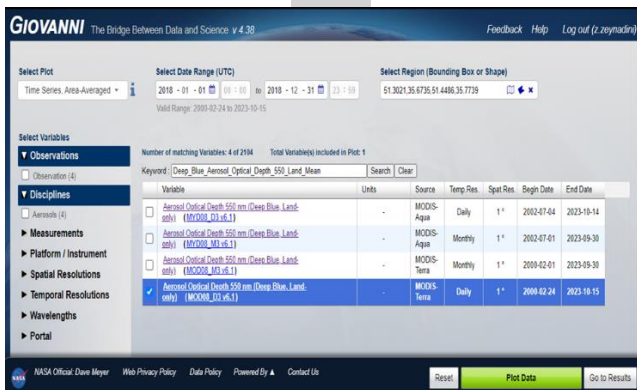 GIOVANNI The Bridge Between Data and Science v 4.38
Feedback Help Log out (z.zeynadini)
Select Plot
Time Series, Area-Averaged
Select Date Range (UTC)
2018 - 01 - 01 00 : 00 to 2018 - 12 - 31 23 : 59
Valid Range: 2000-02-24 to 2023-10-15
Select Region (Bounding Box or Shape)
51.3021,35.6735,51.4486,35.7739
Select Variables
Observations
Observation (4)
Disciplines
Aerosols (4)
Measurements
Platform / Instrument
Spatial Resolutions
Temporal Resolutions
Wavelengths
Portal
Number of matching Variables: 4 of 2104 Total Variable(s) included in Plot: 1
Keyword : Deep_Blue_Aerosol_Optical_Depth_550_Land_Mean Search Clear
Variable Units Source Temp.Res. Spat.Res. Begin Date End Date
Aerosol Optical Depth 550 nm (Deep Blue, Land-only) (MYD08_D3 v6.1) - MODIS-Aqua Daily 1 ° 2002-07-04 2023-10-14
Aerosol Optical Depth 550 nm (Deep Blue, Land-only) (MYD08_M3 v6.1) - MODIS-Aqua Monthly 1 ° 2002-07-01 2023-09-30
Aerosol Optical Depth 550 nm (Deep Blue, Land-only) (MOD08_M3 v6.1) - MODIS-Terra Monthly 1 ° 2000-02-01 2023-09-30
Aerosol Optical Depth 550 nm (Deep Blue, Land-only) (MOD08_D3 v6.1) - MODIS-Terra Daily 1 ° 2000-02-24 2023-10-15
NASA Official: Dave Meyer Web Privacy Policy Data Policy Powered By ▲ Contact Us
Reset Plot Data Go to Results